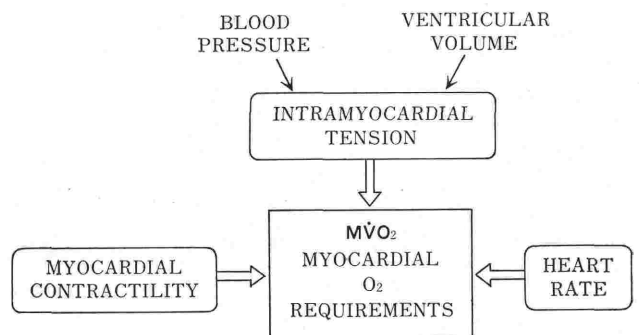 BLOOD
PRESSURE
VENTRICULAR
VOLUME
INTRAMYOCARDIAL
TENSION
MV̇O₂
MYOCARDIAL
O₂
REQUIREMENTS
MYOCARDIAL
CONTRACTILITY
HEART
RATE